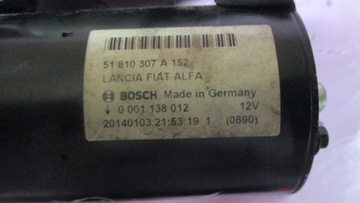 51 810 307 A 152
LANCIA FIAT ALFA
BOSCH Made in Germany
↓ 0 001 138 012 12V
20140103.21:53:19 1 (0890)